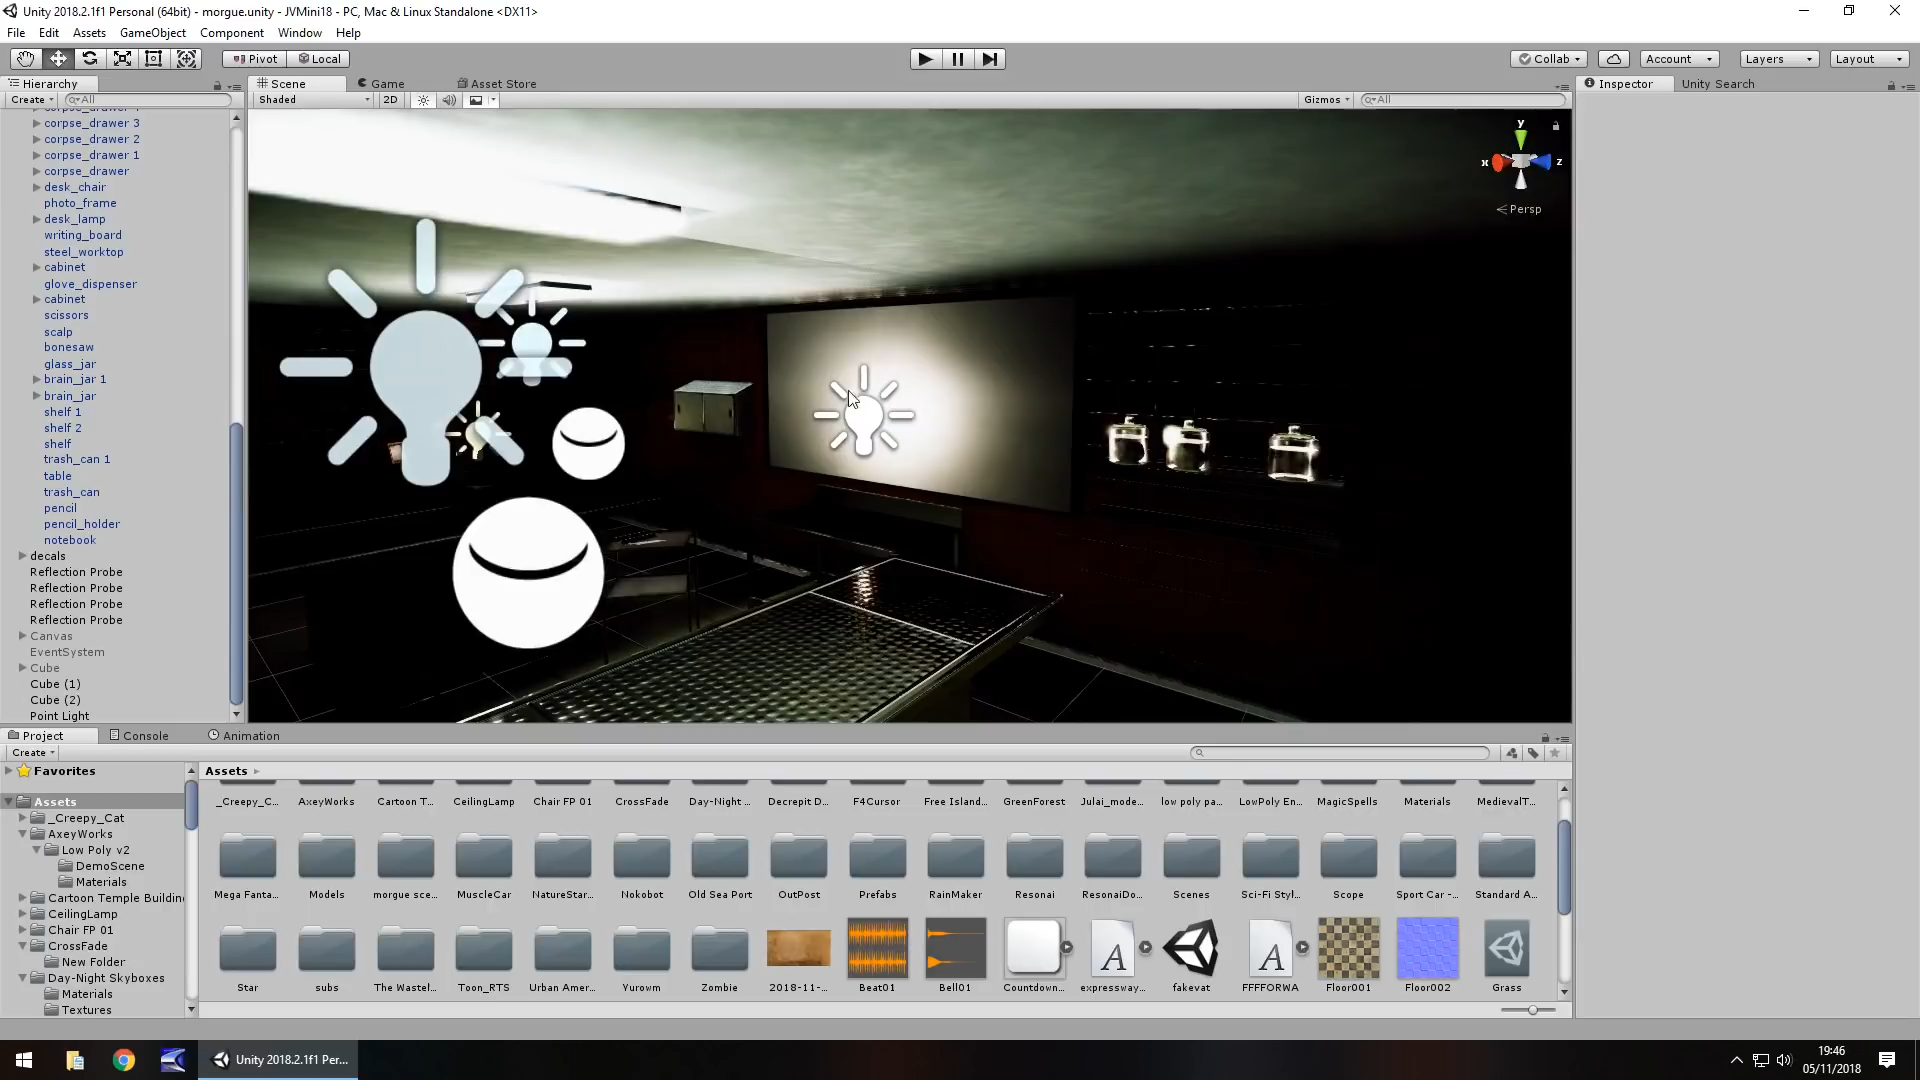 Unity 2018.2.1f1 Personal (64bit) - morgue.unity - JVMini18 - PC, Mac & Linux Standalone <DX11>
File Edit Assets GameObject Component Window Help
Pivot Local Collab Account Layers Layout
Hierarchy Scene Game Asset Store Inspector Unity Search
Create All Shaded 2D Gizmos All
corpse_drawer 3
corpse_drawer 2
corpse_drawer 1
corpse_drawer
desk_chair
photo_frame
desk_lamp
writing_board
steel_worktop
cabinet
glove_dispenser
cabinet
scissors
scalp
bonesaw
glass_jar
brain_jar 1
brain_jar
shelf 1
shelf 2
shelf
trash_can 1
table
trash_can
pencil
pencil_holder
notebook
decals
Reflection Probe
Reflection Probe
Reflection Probe
Reflection Probe
Canvas
EventSystem
Cube
Cube (1)
Cube (2)
Point Light
y
x z
Persp
Project Console Animation
Create
Favorites
Assets
_Creepy_Cat
AxeyWorks
Low Poly v2
DemoScene
Materials
Cartoon Temple Buildin
CeilingLamp
Chair FP 01
CrossFade
New Folder
Day-Night Skyboxes
Materials
Textures
Assets
_Creepy_C... AxeyWorks Cartoon T... CeilingLamp Chair FP 01 CrossFade Day-Night ... Decrepit D... F4Cursor Free Island... GreenForest Julai_mode... low poly pa... LowPoly En... MagicSpells Materials MedievalT...
Mega Fanta... Models morgue sce... MuscleCar NatureStar... Nokobot Old Sea Port OutPost Prefabs RainMaker Resonai ResonaiDo... Scenes Sci-Fi Styl... Scope Sport Car -... Standard A...
Star subs The Wastel... Toon_RTS Urban Amer... Yurowm Zombie 2018-11-... Beat01 Bell01 Countdown... expressway... fakevat FFFFORWA Floor001 Floor002 Grass
Unity 2018.2.1f1 Per...
19:46
05/11/2018